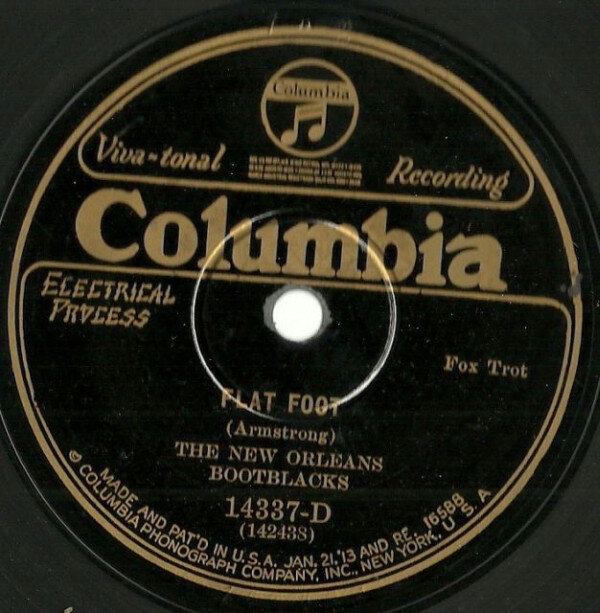 Columbia
Viva-tonal Recording
Columbia
ELECTRICAL
PROCESS
Fox Trot
FLAT FOOT
(Armstrong)
THE NEW ORLEANS
BOOTBLACKS
14337-D
(142438)
MADE AND PAT'D IN U.S.A. JAN. 21,'13 AND RE. 16588
© COLUMBIA PHONOGRAPH COMPANY, INC., NEW YORK, U. S. A